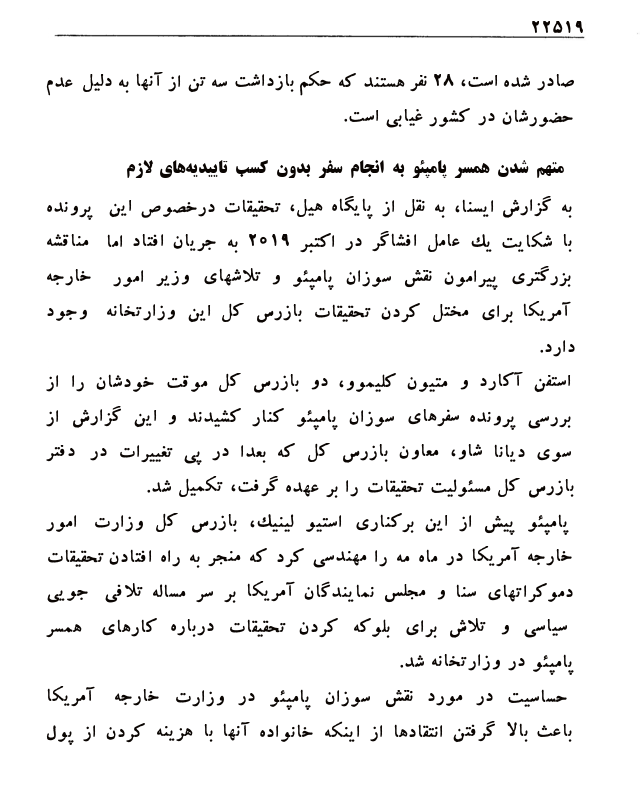 ۲۲۵۱۹
صادر شده است، ۲۸ نفر هستند که حکم بازداشت سه تن از آنها به دلیل عدم
حضورشان در کشور غیابی است.
متهم شدن همسر پامپئو به انجام سفر بدون کسب تاییدیه‌های لازم
به گزارش ایسنا، به نقل از پایگاه هیل، تحقیقات درخصوص این پرونده
با شکایت یك عامل افشاگر در اکتبر ۲۰۱۹ به جریان افتاد اما مناقشه
بزرگتری پیرامون نقش سوزان پامپئو و تلاشهای وزیر امور خارجه
آمریکا برای مختل کردن تحقیقات بازرس کل این وزارتخانه وجود
دارد.
استفن آکارد و متیون کلیموو، دو بازرس کل موقت خودشان را از
بررسی پرونده سفرهای سوزان پامپئو کنار کشیدند و این گزارش از
سوی دیانا شاو، معاون بازرس کل که بعدا در پی تغییرات در دفتر
بازرس کل مسئولیت تحقیقات را بر عهده گرفت، تکمیل شد.
پامپئو پیش از این برکناری استیو لینیك، بازرس کل وزارت امور
خارجه آمریکا در ماه مه را مهندسی کرد که منجر به راه افتادن تحقیقات
دموکراتهای سنا و مجلس نمایندگان آمریکا بر سر مساله تلافی جویی
سیاسی و تلاش برای بلوکه کردن تحقیقات درباره کارهای همسر
پامپئو در وزارتخانه شد.
حساسیت در مورد نقش سوزان پامپئو در وزارت خارجه آمریکا
باعث بالا گرفتن انتقادها از اینکه خانواده آنها با هزینه کردن از پول